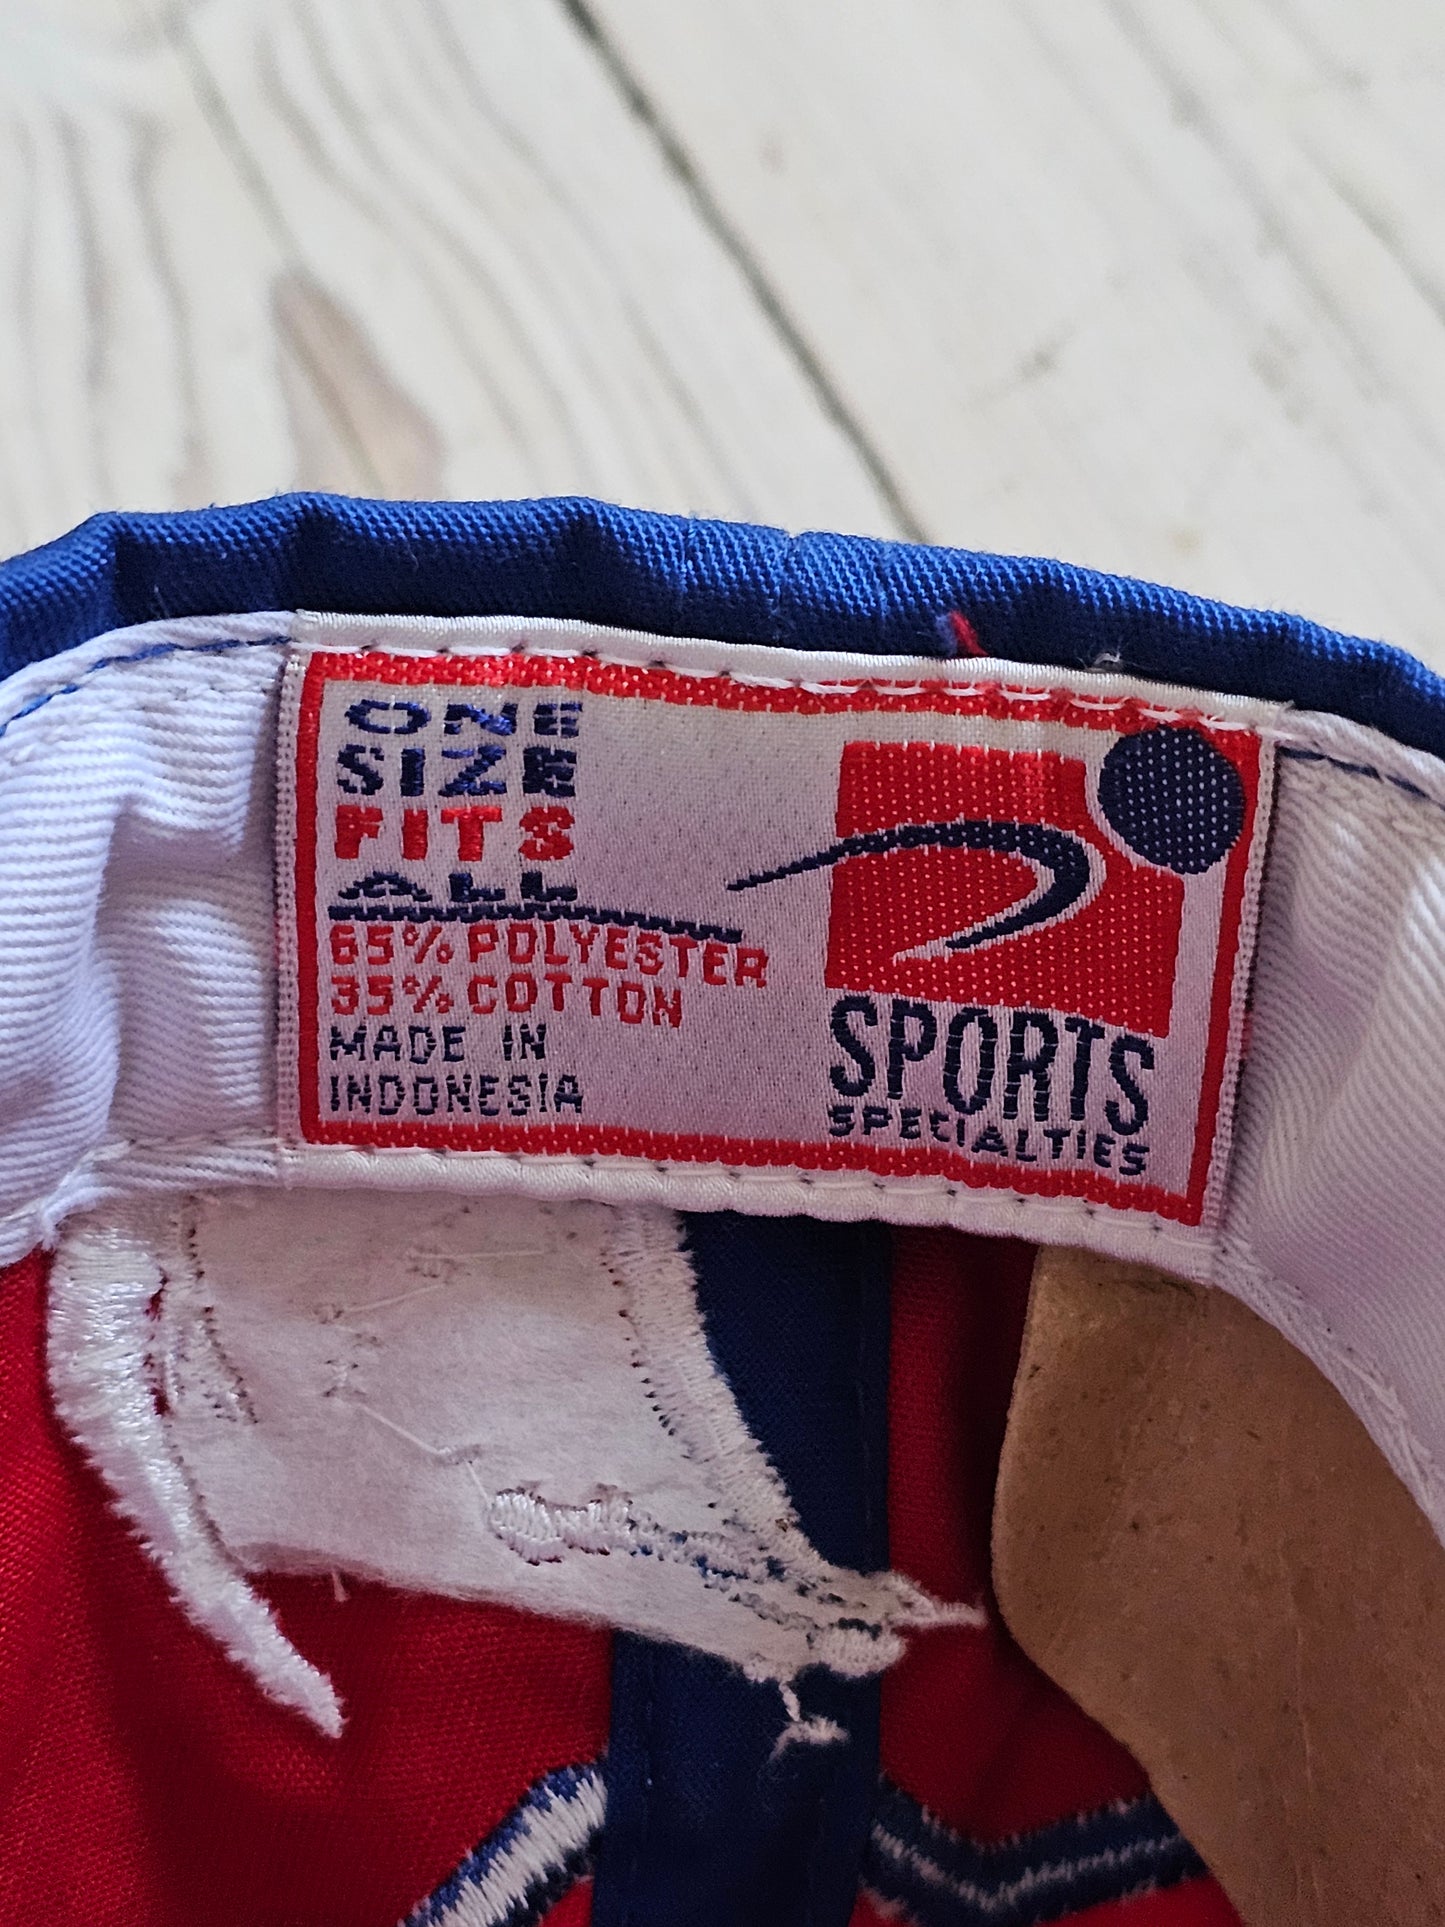 ONE
SIZE
FITS
ALL
65% POLYESTER
35% COTTON
MADE IN
INDONESIA
SPORTS
SPECIALTIES